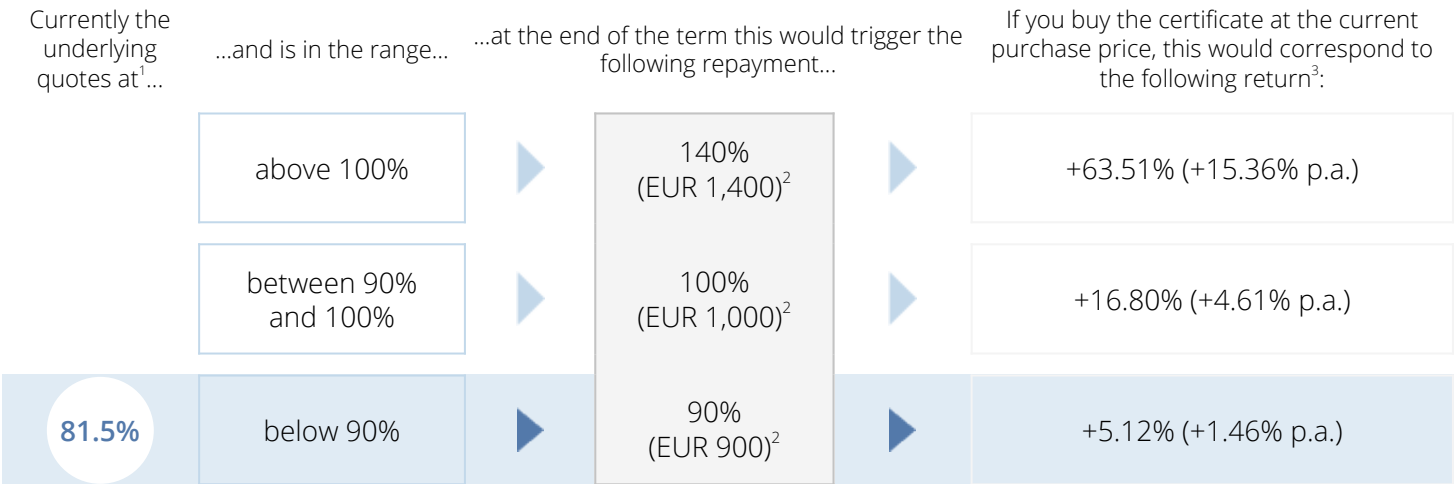 Currently the
underlying
quotes at¹...
...and is in the range...
...at the end of the term this would trigger the
following repayment...
If you buy the certificate at the current
purchase price, this would correspond to
the following return³:
above 100%
140%
(EUR 1,400)²
+63.51% (+15.36% p.a.)
between 90%
and 100%
100%
(EUR 1,000)²
+16.80% (+4.61% p.a.)
81.5%
below 90%
90%
(EUR 900)²
+5.12% (+1.46% p.a.)